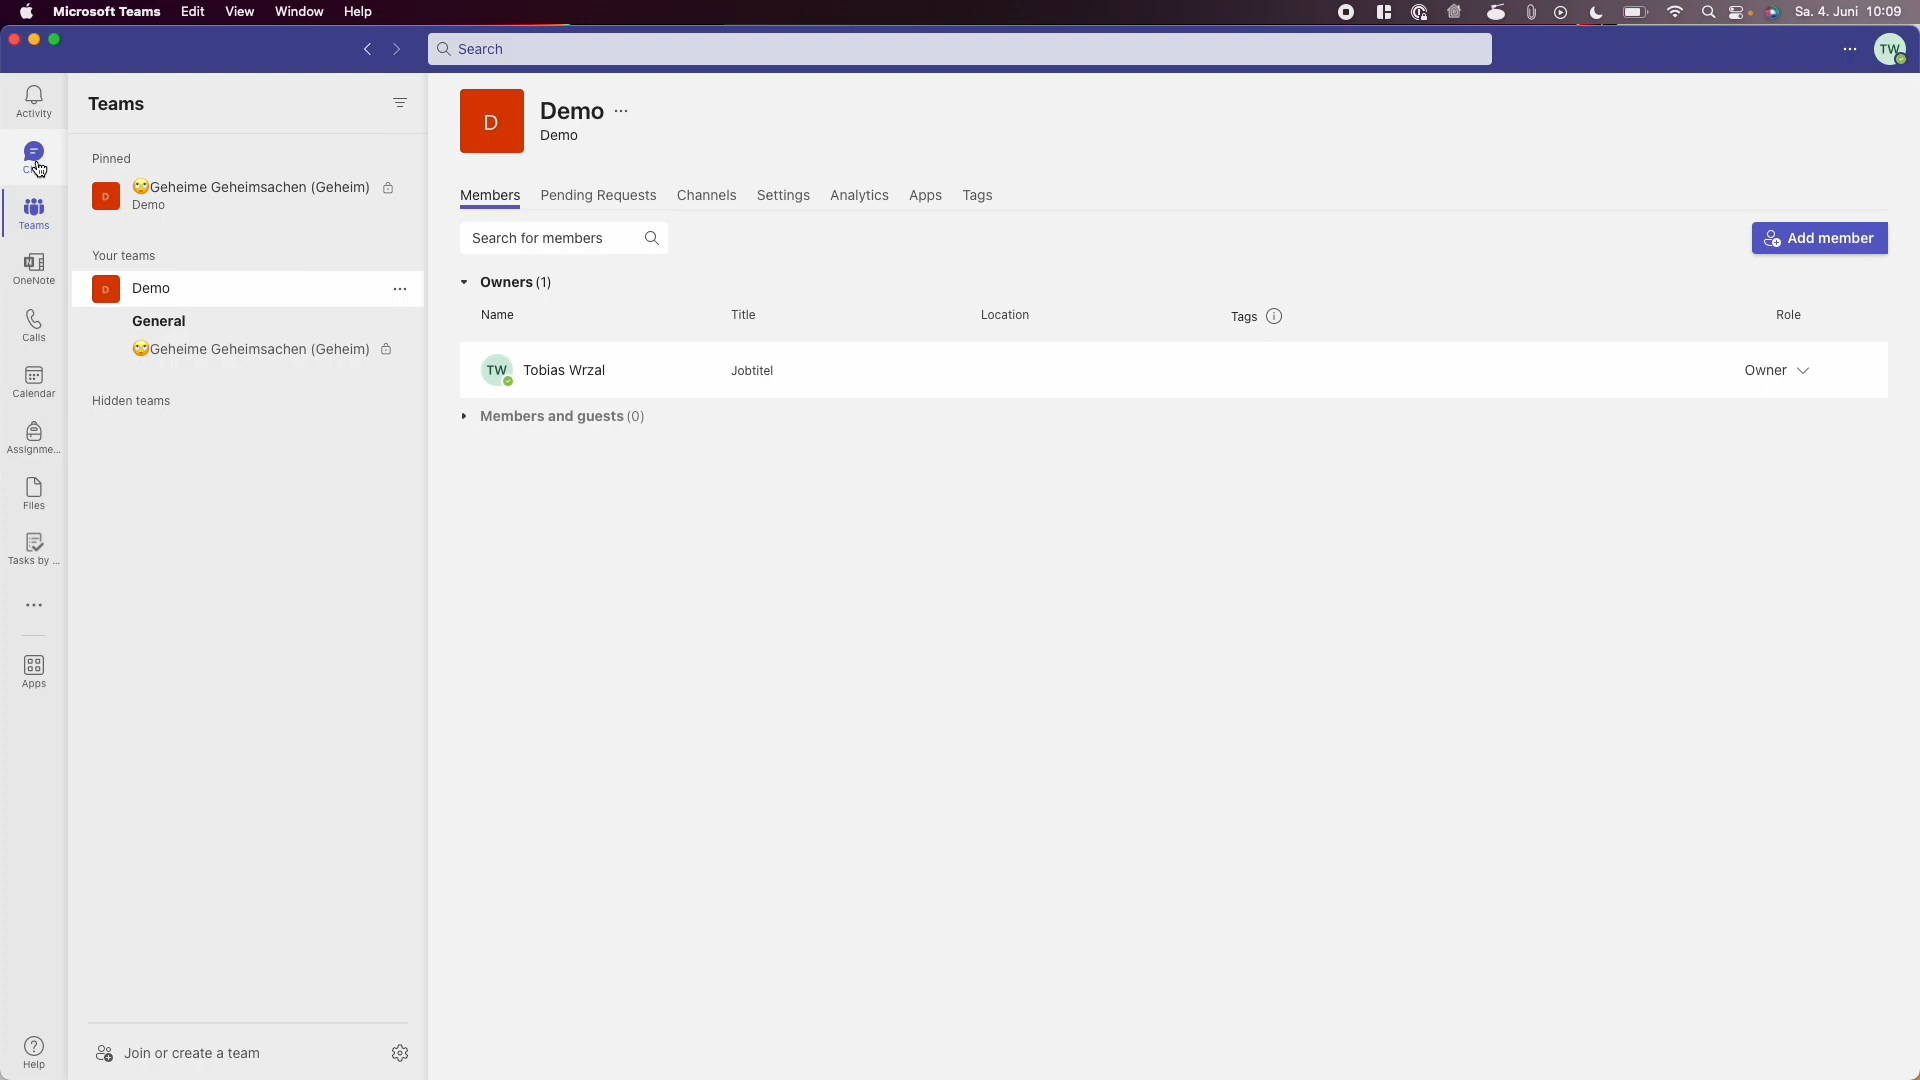 Microsoft Teams Edit View Window Help Sa. 4. Juni 10:09
Search
TW
Activity
Teams
OneNote
Calls
Calendar
Assignme...
Files
Tasks by ...
Apps
Help
Teams
Pinned
D 🙄Geheime Geheimsachen (Geheim)
Demo
Your teams
D Demo
General
🙄Geheime Geheimsachen (Geheim)
Hidden teams
Join or create a team
D
Demo
Demo
Members Pending Requests Channels Settings Analytics Apps Tags
Search for members
Add member
Owners (1)
Name Title Location Tags Role
TW Tobias Wrzal Jobtitel Owner
Members and guests (0)